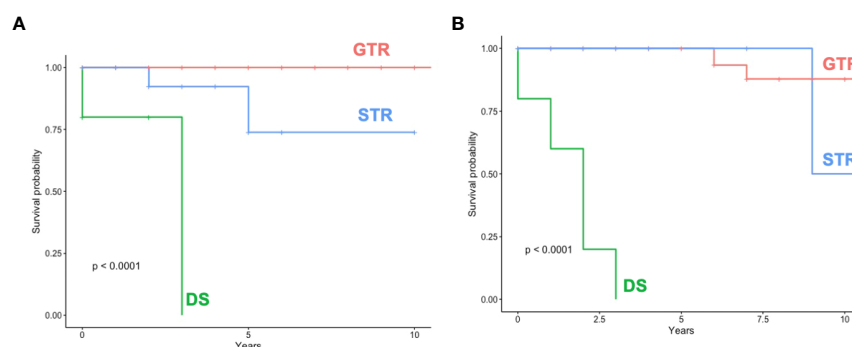 A
GTR
1.00
STR
0.75
Survival probability
0.50
0.25
p < 0.0001
DS
0.00
0
5
10
Years
B
1.00
GTR
0.75
Survival probability
0.50
STR
0.25
p < 0.0001
DS
0.00
0
2.5
5
7.5
10
Years